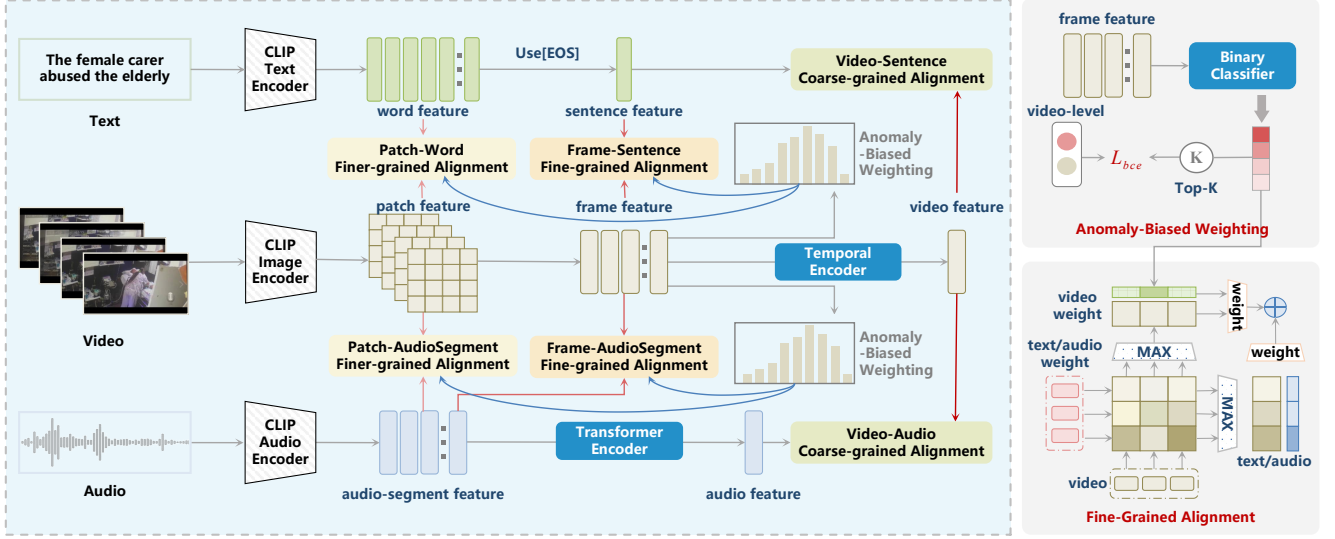 The female carer
abused the elderly
Text
CLIP
Text
Encoder
word feature
Use[EOS]
sentence feature
Video-Sentence
Coarse-grained Alignment
Patch-Word
Finer-grained Alignment
Frame-Sentence
Fine-grained Alignment
Anomaly
-Biased
Weighting
patch feature
frame feature
video feature
Video
CLIP
Image
Encoder
Temporal
Encoder
Patch-AudioSegment
Finer-grained Alignment
Frame-AudioSegment
Fine-grained Alignment
Anomaly
-Biased
Weighting
Audio
CLIP
Audio
Encoder
audio-segment feature
Transformer
Encoder
audio feature
Video-Audio
Coarse-grained Alignment
frame feature
Binary
Classifier
video-level
L_bce
K
Top-K
Anomaly-Biased Weighting
video
weight
weight
weight
text/audio
weight
MAX
MAX
text/audio
video
Fine-Grained Alignment